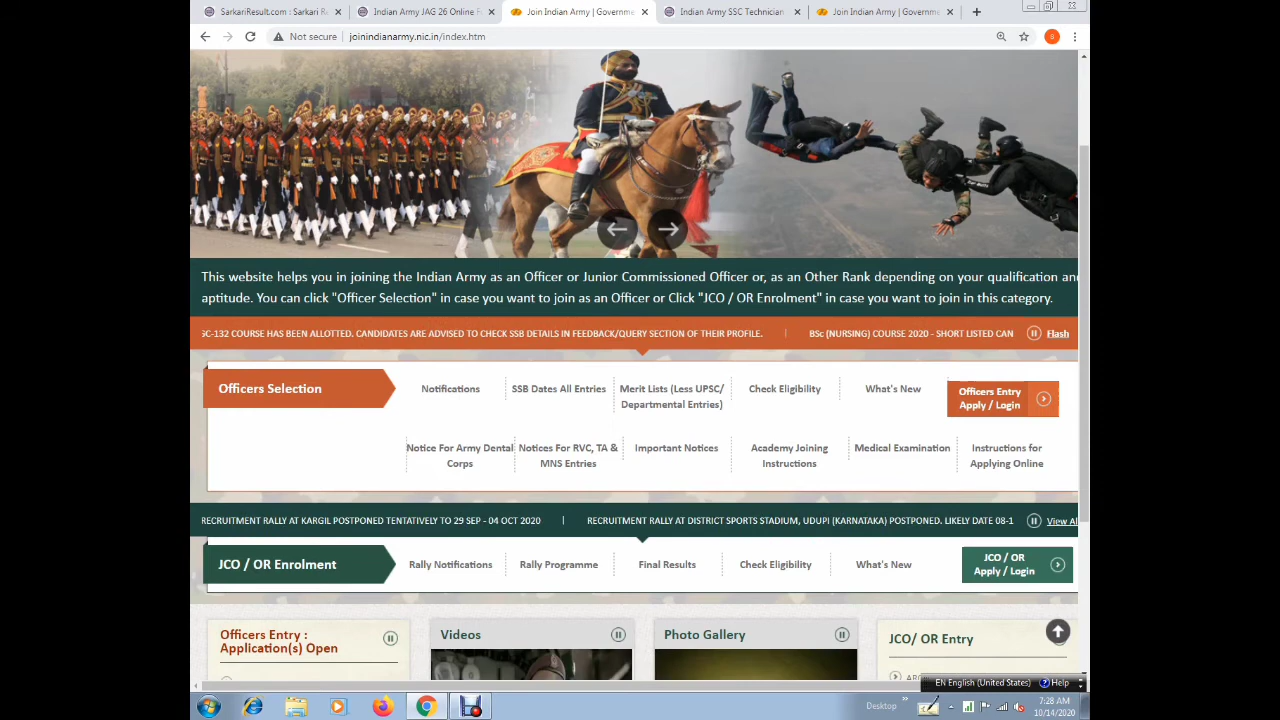 SarkariResult.com : Sarkari R
Indian Army JAG 26 Online F
Join Indian Army | Governme
Indian Army SSC Technician
Join Indian Army | Governme
Not secure | joinindianarmy.nic.in/index.htm
S
This website helps you in joining the Indian Army as an Officer or Junior Commissioned Officer or, as an Other Rank depending on your qualification and
aptitude. You can click "Officer Selection" in case you want to join as an Officer or Click "JCO / OR Enrolment" in case you want to join in this category.
SC-132 COURSE HAS BEEN ALLOTTED. CANDIDATES ARE ADVISED TO CHECK SSB DETAILS IN FEEDBACK/QUERY SECTION OF THEIR PROFILE. | BSc (NURSING) COURSE 2020 - SHORT LISTED CAN Flash
Officers Selection
Notifications
SSB Dates All Entries
Merit Lists (Less UPSC/
Departmental Entries)
Check Eligibility
What's New
Officers Entry
Apply / Login
Notice For Army Dental
Corps
Notices For RVC, TA &
MNS Entries
Important Notices
Academy Joining
Instructions
Medical Examination
Instructions for
Applying Online
RECRUITMENT RALLY AT KARGIL POSTPONED TENTATIVELY TO 29 SEP - 04 OCT 2020 | RECRUITMENT RALLY AT DISTRICT SPORTS STADIUM, UDUPI (KARNATAKA) POSTPONED. LIKELY DATE 08-1 View Al
JCO / OR Enrolment
Rally Notifications
Rally Programme
Final Results
Check Eligibility
What's New
JCO / OR
Apply / Login
Officers Entry :
Application(s) Open
Videos
Photo Gallery
JCO/ OR Entry
EN English (United States) Help
Desktop
7:28 AM
10/14/2020